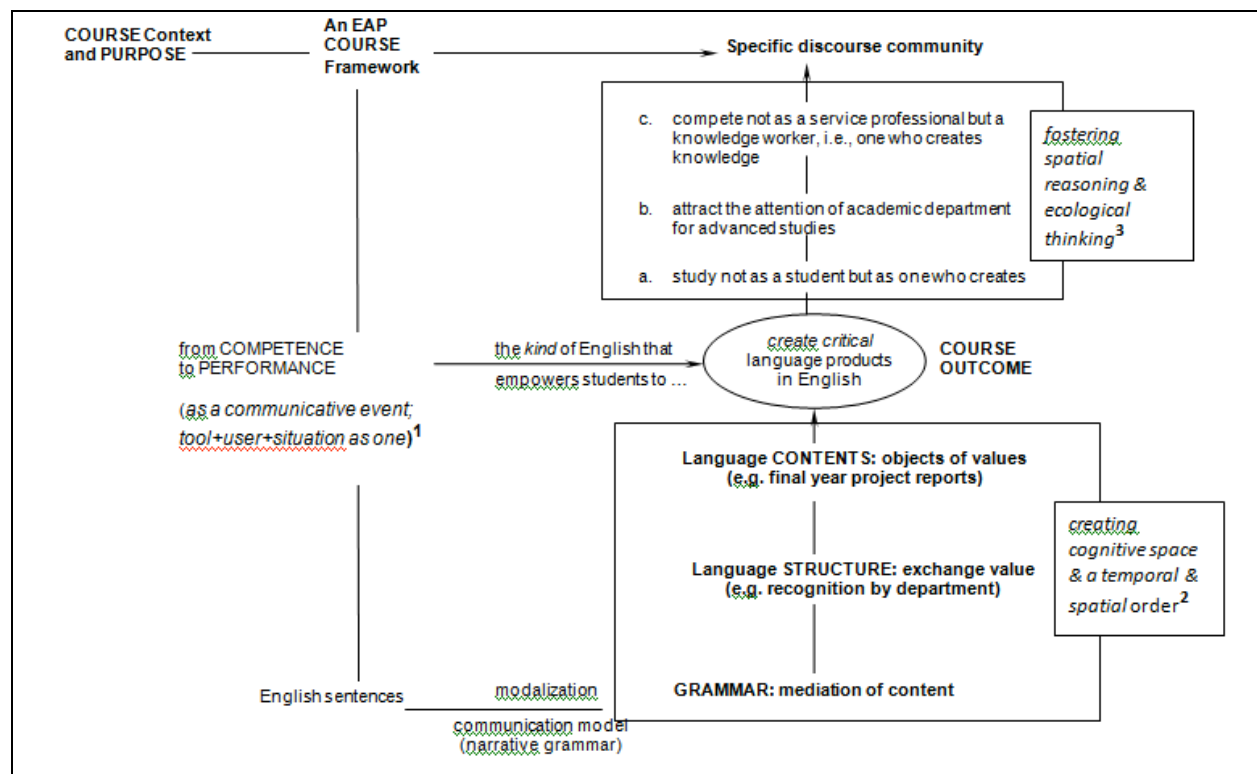 COURSE Context
and PURPOSE
An EAP
COURSE
Framework
Specific discourse community
c. compete not as a service professional but a
knowledge worker, i.e., one who creates
knowledge
b. attract the attention of academic department
for advanced studies
a. study not as a student but as one who creates
fostering
spatial
reasoning &
ecological
thinking3
from COMPETENCE
to PERFORMANCE
(as a communicative event;
tool+user+situation as one)1
the kind of English that
empowers students to …
create critical
language products
in English
COURSE
OUTCOME
Language CONTENTS: objects of values
(e.g. final year project reports)
Language STRUCTURE: exchange value
(e.g. recognition by department)
GRAMMAR: mediation of content
creating
cognitive space
& a temporal &
spatial order2
English sentences
modalization
communication model
(narrative grammar)